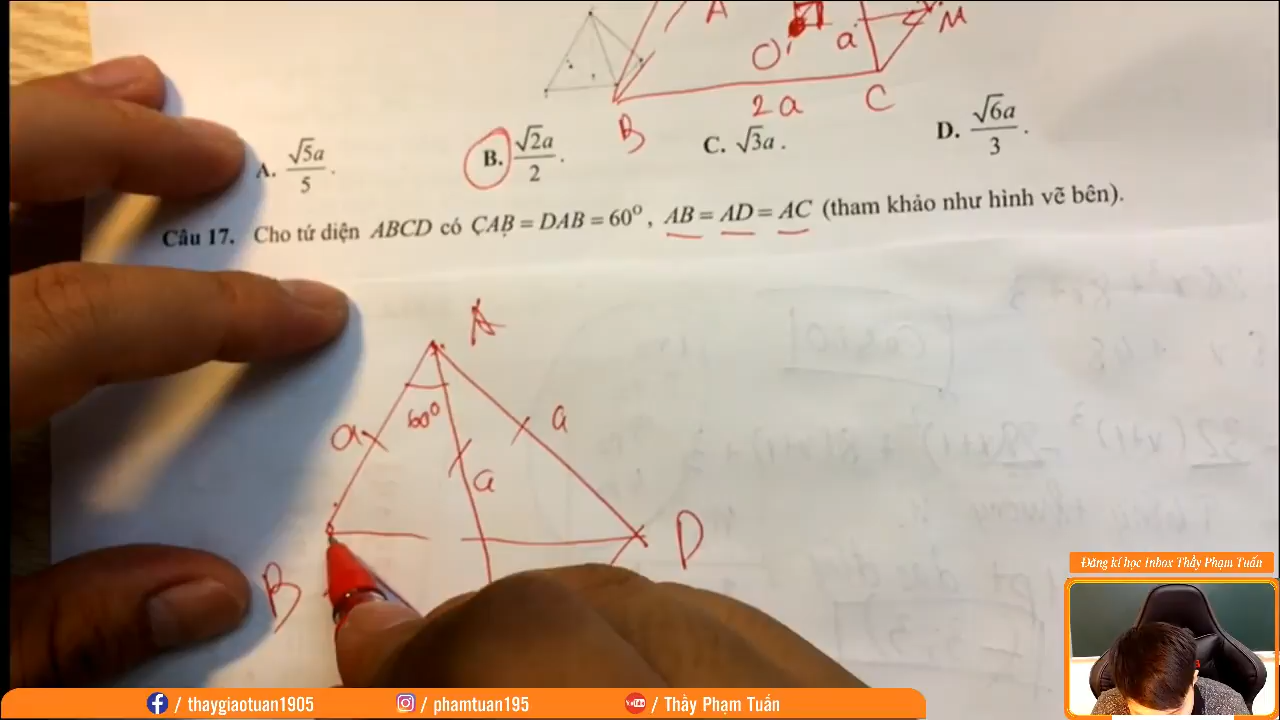 A
M
O
a
B
2a
C
A. √5a/5 .
B. √2a/2 .
C. √3a .
D. √6a/3 .
Câu 17. Cho tứ diện ABCD có CAB = DAB = 60⁰, AB = AD = AC (tham khảo như hình vẽ bên).
A
60⁰
a
a
a
B
D
Đăng kí học Inbox Thầy Phạm Tuấn
/ thaygiaotuan1905
/ phamtuan195
/ Thầy Phạm Tuấn